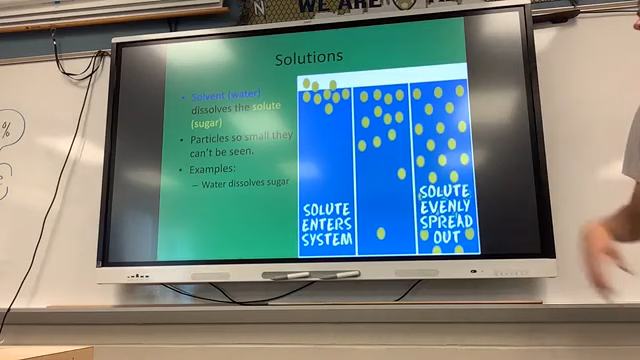 WE ARE
N
%
Solutions
• Solvent (water)
dissolves the solute
(sugar)
• Particles so small they
can't be seen.
• Examples:
– Water dissolves sugar
SOLUTE
ENTERS
SYSTEM
SOLUTE
EVENLY
SPREAD
OUT